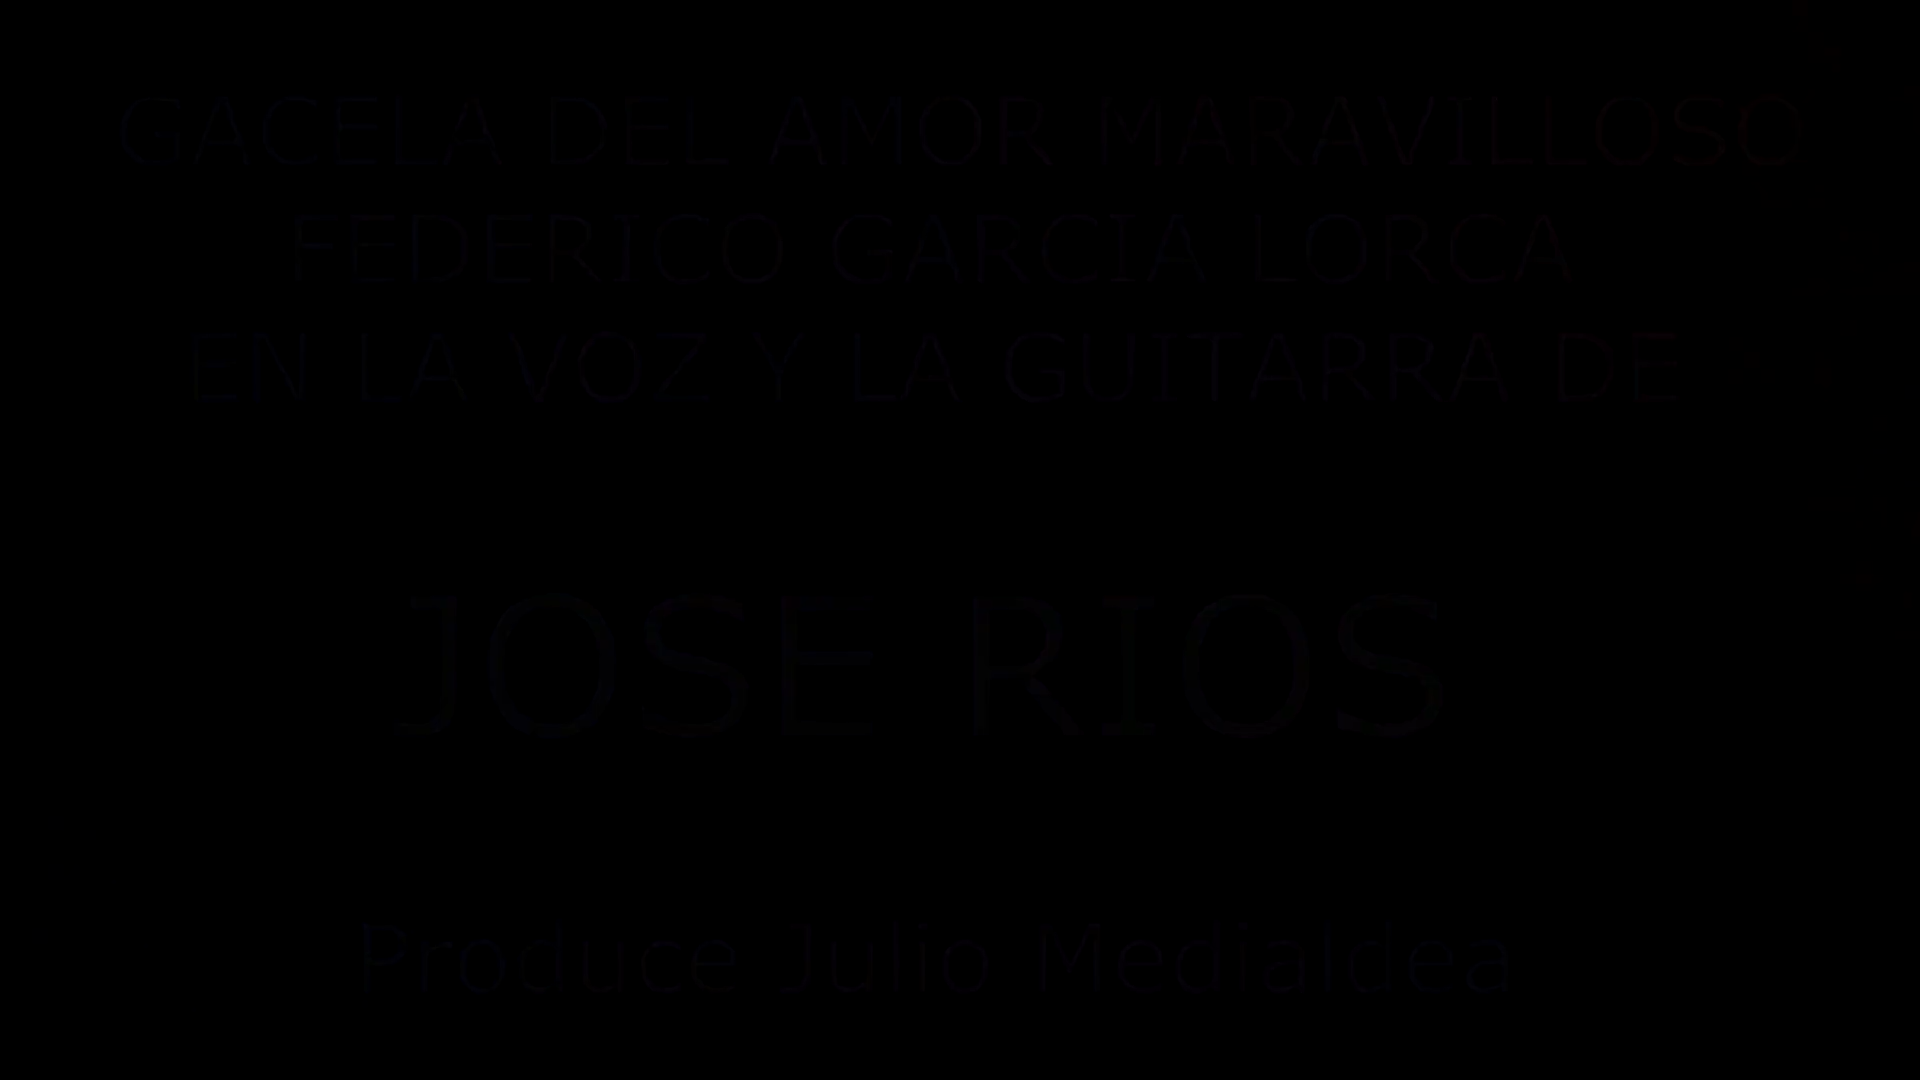 GACELA DEL AMOR MARAVILLOSO
FEDERICO GARCIA LORCA
EN LA VOZ Y LA GUITARRA DE
JOSE RIOS
Produce Julio Medialdea